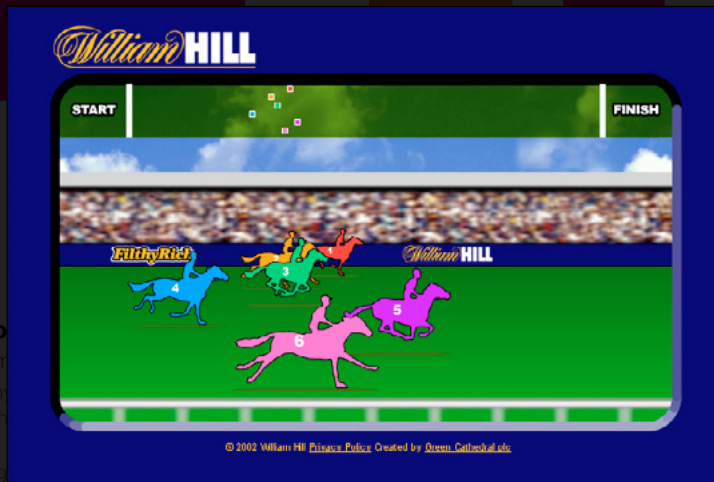 William HILL
START
FINISH
FilthyRich
William HILL
1
2
3
4
5
6
© 2002 William Hill Privacy Policy Created by Green Cathedral plc